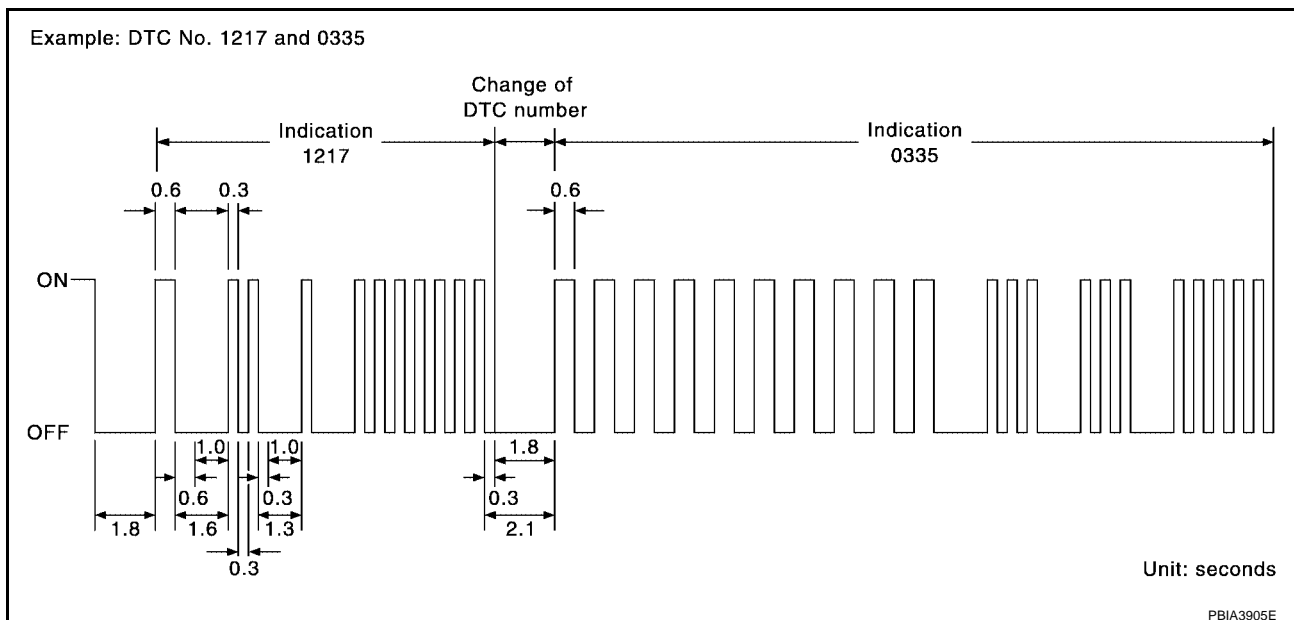 Example: DTC No. 1217 and 0335
Change of
DTC number
Indication
1217
Indication
0335
0.6
0.3
0.6
ON
OFF
1.0
1.0
1.8
0.6
0.3
0.3
1.8
1.6
1.3
2.1
0.3
Unit: seconds
PBIA3905E